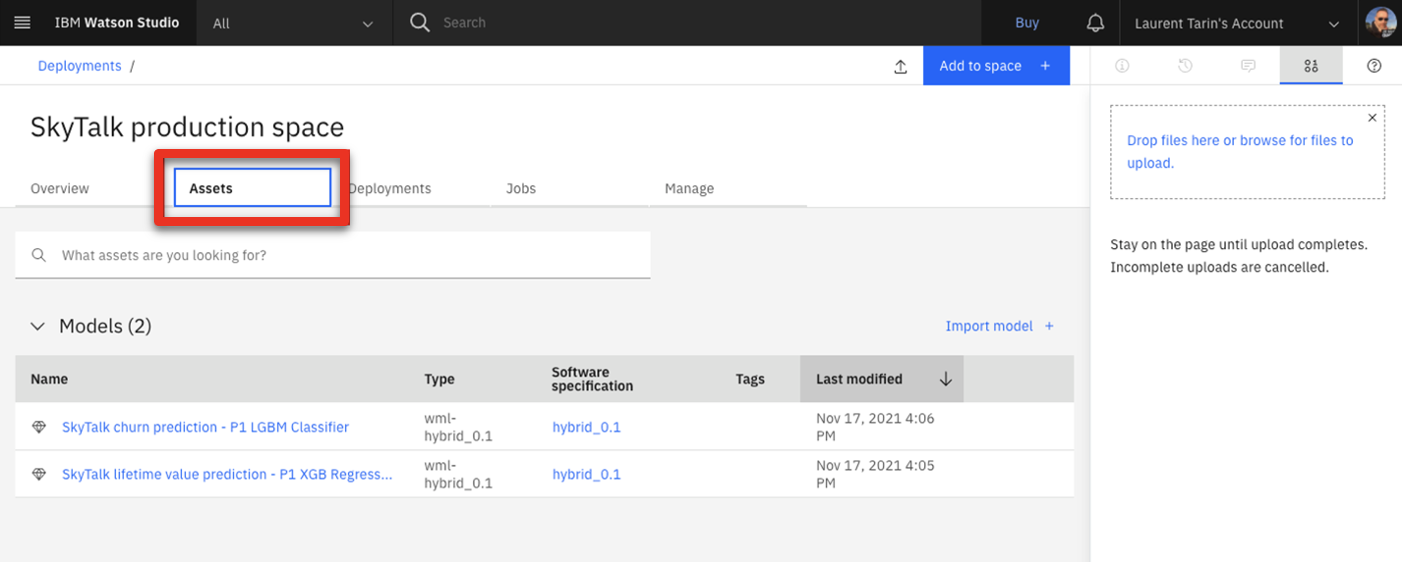 IBM Watson Studio
All
Search
Buy
Laurent Tarin's Account
Deployments /
Add to space +
SkyTalk production space
Overview
Assets
Deployments
Jobs
Manage
What assets are you looking for?
Models (2)
Import model +
Name
Type
Software
specification
Tags
Last modified
SkyTalk churn prediction - P1 LGBM Classifier
wml-
hybrid_0.1
hybrid_0.1
Nov 17, 2021 4:06
PM
SkyTalk lifetime value prediction - P1 XGB Regress...
wml-
hybrid_0.1
hybrid_0.1
Nov 17, 2021 4:05
PM
Drop files here or browse for files to
upload.
Stay on the page until upload completes.
Incomplete uploads are cancelled.